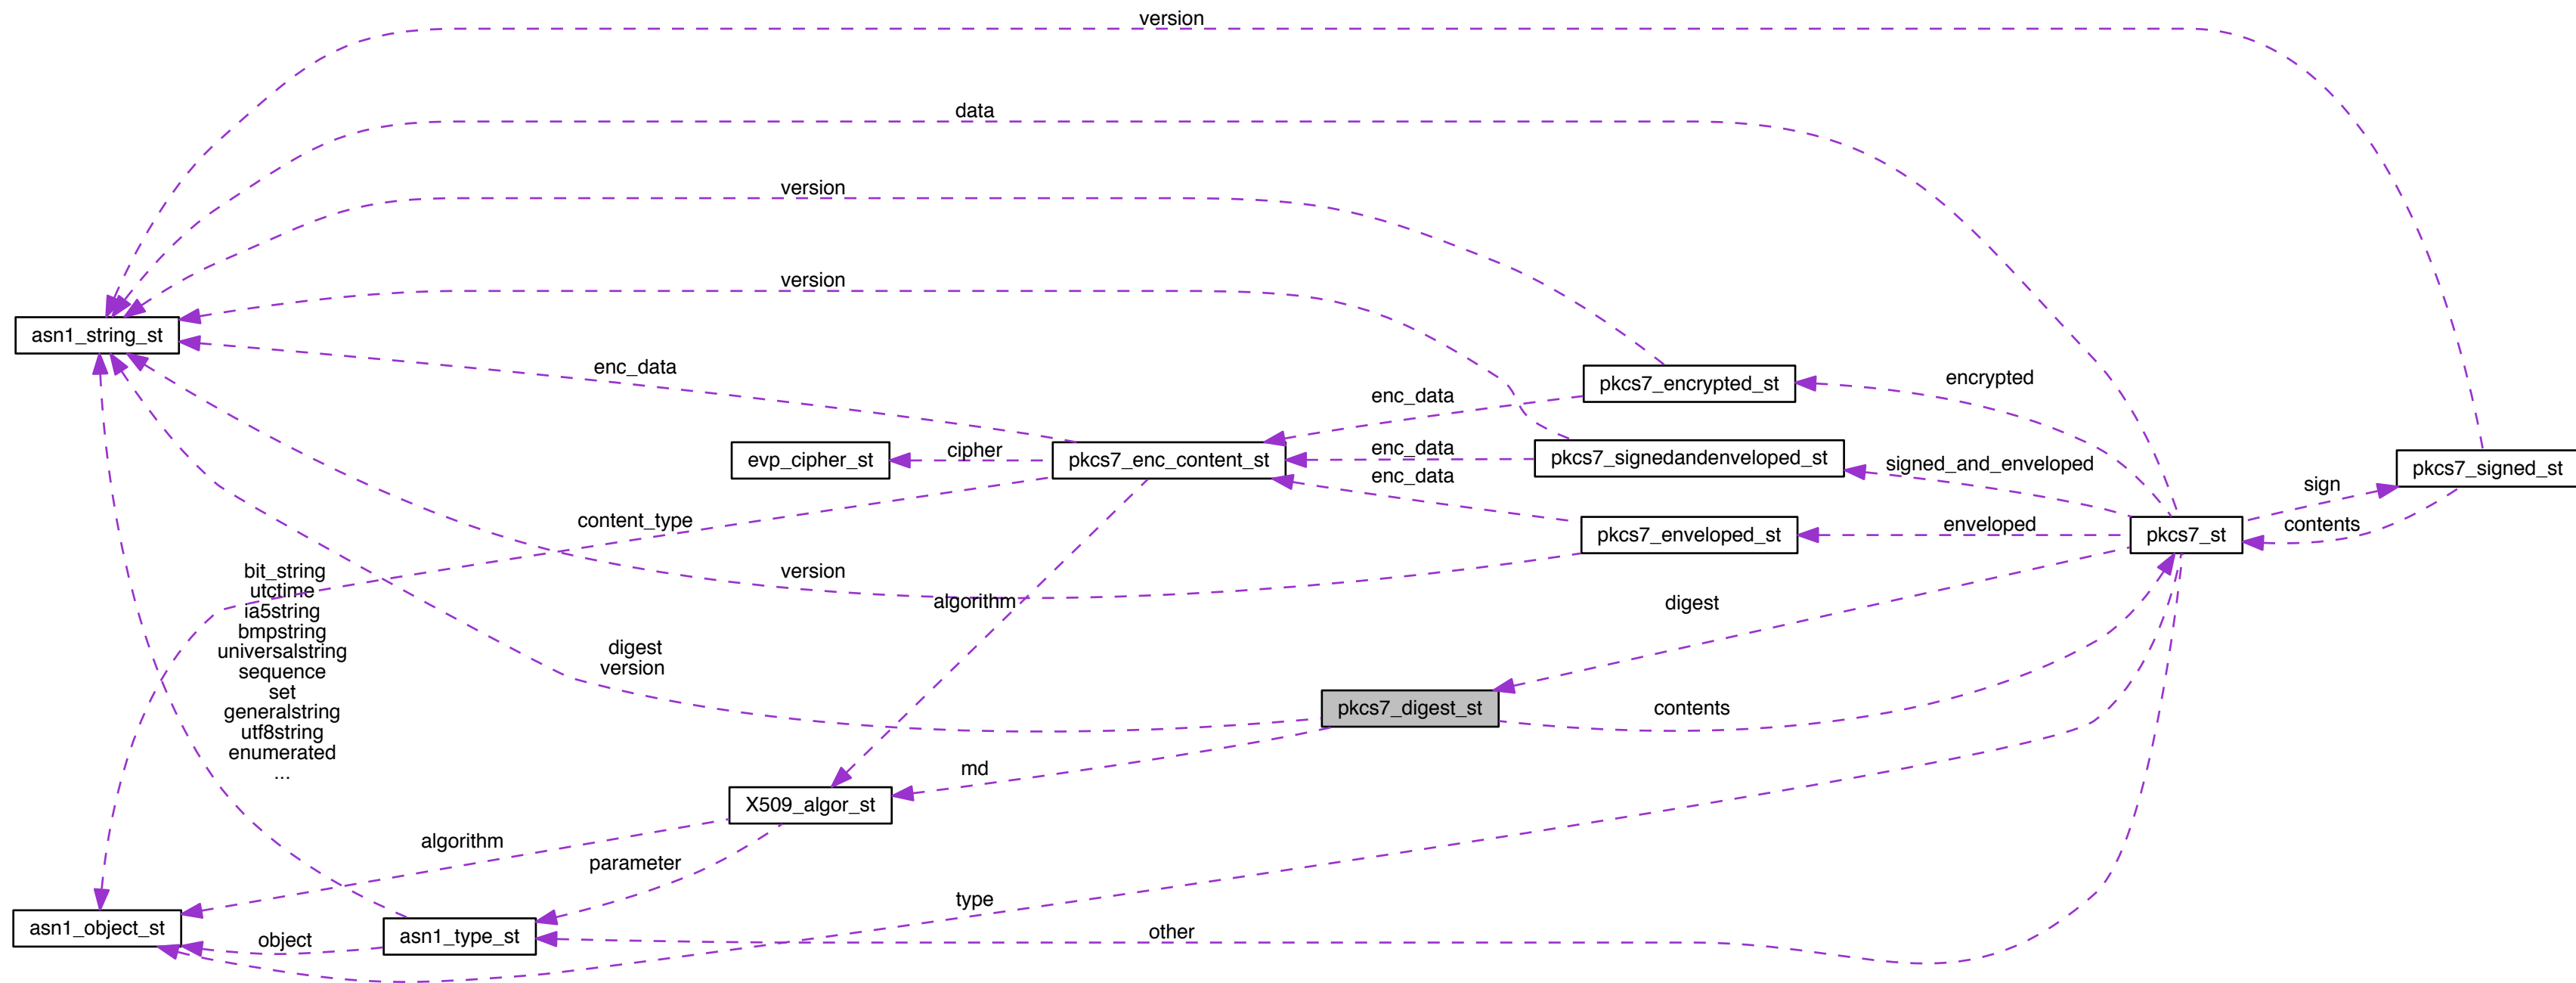 version
data
version
version
asn1_string_st
enc_data
pkcs7_encrypted_st
encrypted
enc_data
evp_cipher_st
cipher
pkcs7_enc_content_st
enc_data
pkcs7_signedandenveloped_st
signed_and_enveloped
pkcs7_signed_st
enc_data
sign
content_type
pkcs7_enveloped_st
enveloped
pkcs7_st
contents
bit_string
utctime
ia5string
bmpstring
universalstring
sequence
set
generalstring
utf8string
enumerated
...
version
algorithm
digest
digest
version
pkcs7_digest_st
contents
md
X509_algor_st
algorithm
parameter
type
asn1_object_st
object
asn1_type_st
other